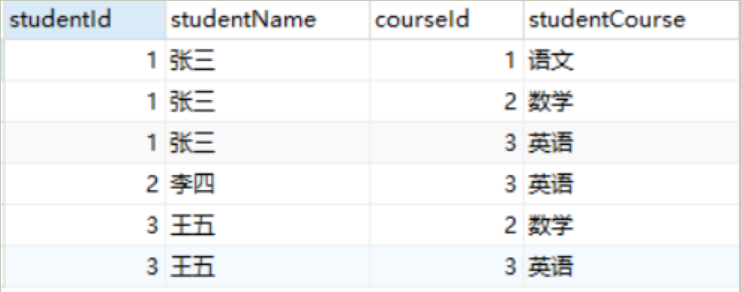 studentId studentName courseId studentCourse
1 张三 1 语文
1 张三 2 数学
1 张三 3 英语
2 李四 3 英语
3 王五 2 数学
3 王五 3 英语